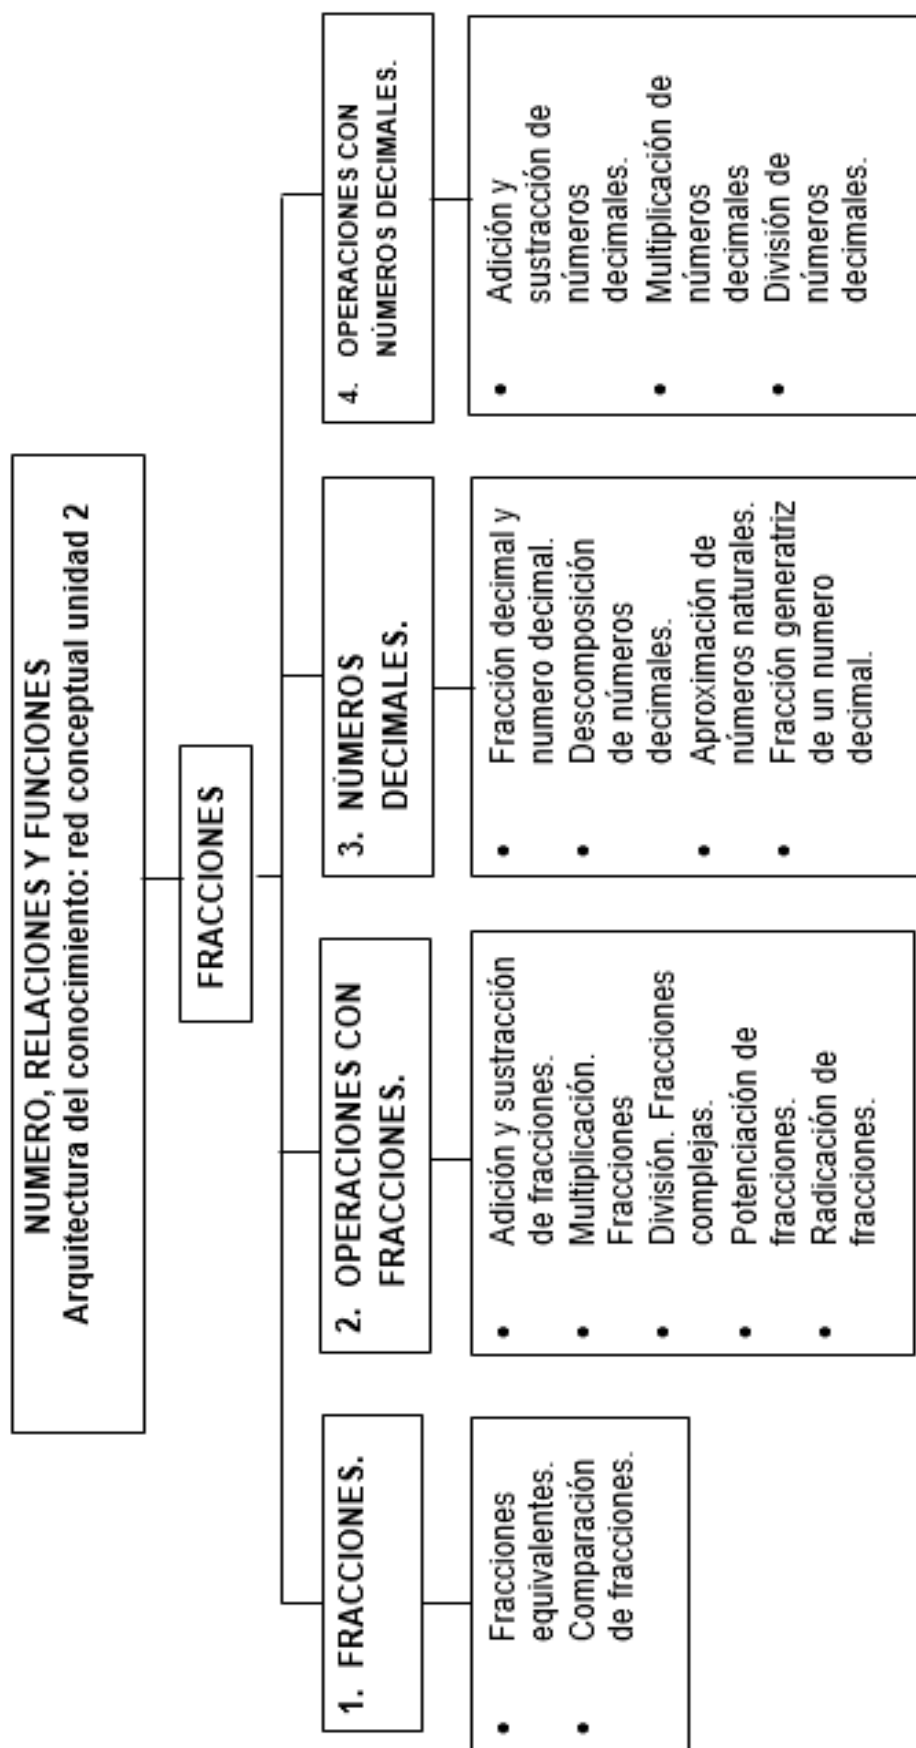 NUMERO, RELACIONES Y FUNCIONES
Arquitectura del conocimiento: red conceptual unidad 2
FRACCIONES
1. FRACCIONES.
• Fracciones
equivalentes.
• Comparación
de fracciones.
2. OPERACIONES CON
FRACCIONES.
• Adición y sustracción
de fracciones.
• Multiplicación.
Fracciones
• División. Fracciones
complejas.
• Potenciación de
fracciones.
• Radicación de
fracciones.
3. NÚMEROS
DECIMALES.
• Fracción decimal y
numero decimal.
• Descomposición
de números
decimales.
• Aproximación de
números naturales.
• Fracción generatriz
de un numero
decimal.
4. OPERACIONES CON
NÚMEROS DECIMALES.
• Adición y
sustracción de
números
decimales.
• Multiplicación de
números
decimales
• División de
números
decimales.